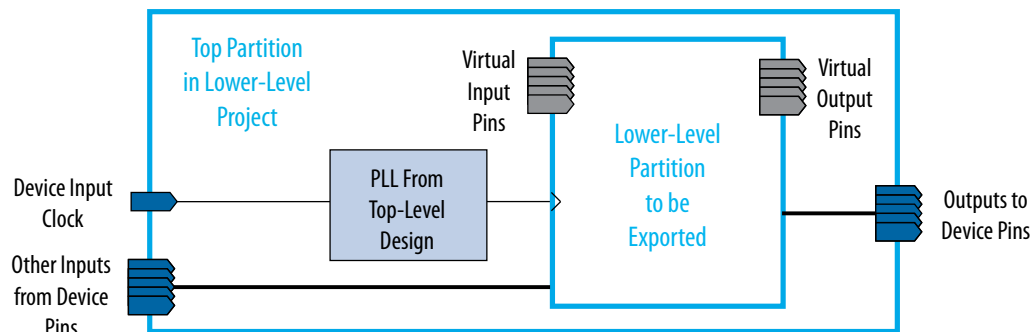 Top Partition
in Lower-Level
Project
Virtual
Input
Pins
Virtual
Output
Pins
Lower-Level
Partition
to be
Exported
Device Input
Clock
PLL From
Top-Level
Design
Outputs to
Device Pins
Other Inputs
from Device
Pins